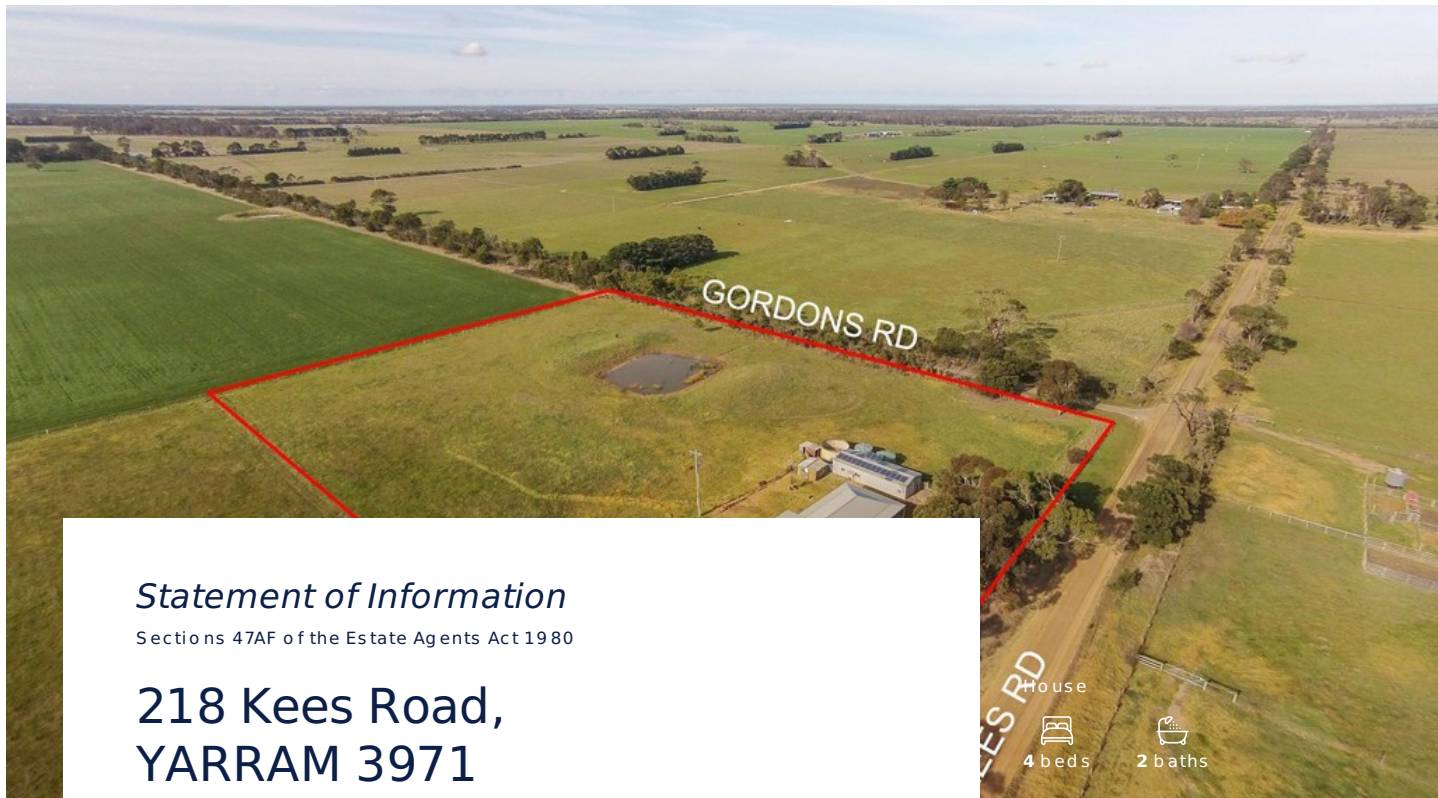 GORDONS RD
Statement of Information
Sections 47AF of the Estate Agents Act 1980
218 Kees Road,
YARRAM 3971
RD
House
4 beds
2 baths